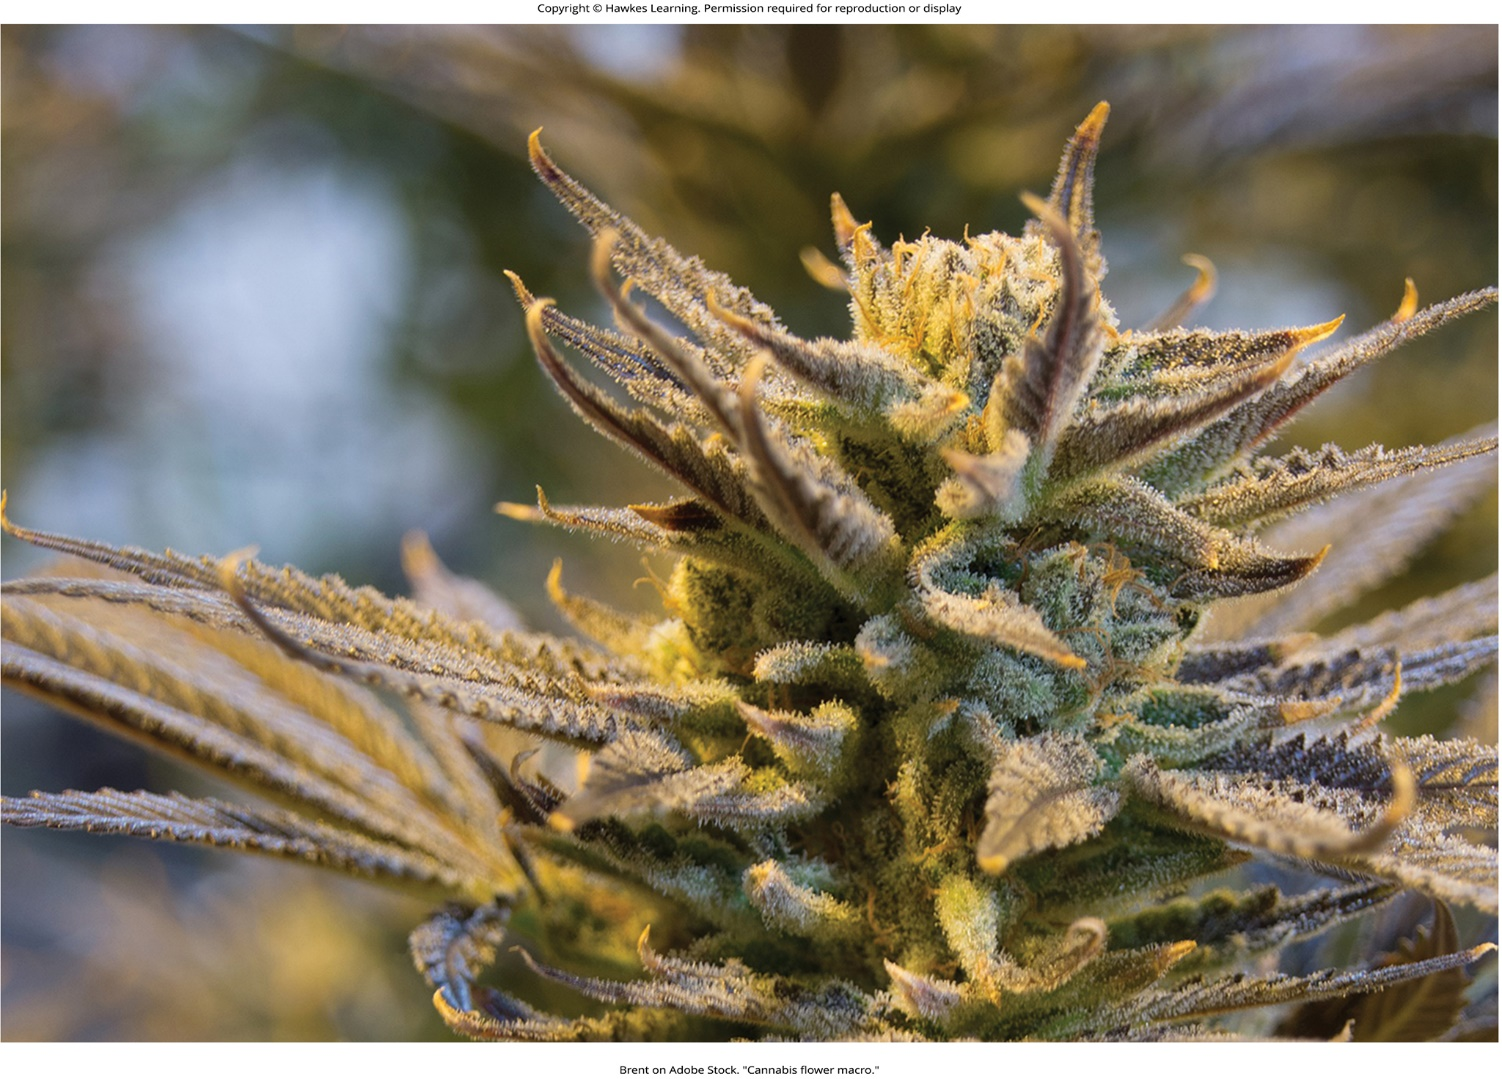 Copyright © Hawkes Learning. Permission required for reproduction or display
Brent on Adobe Stock. "Cannabis flower macro."